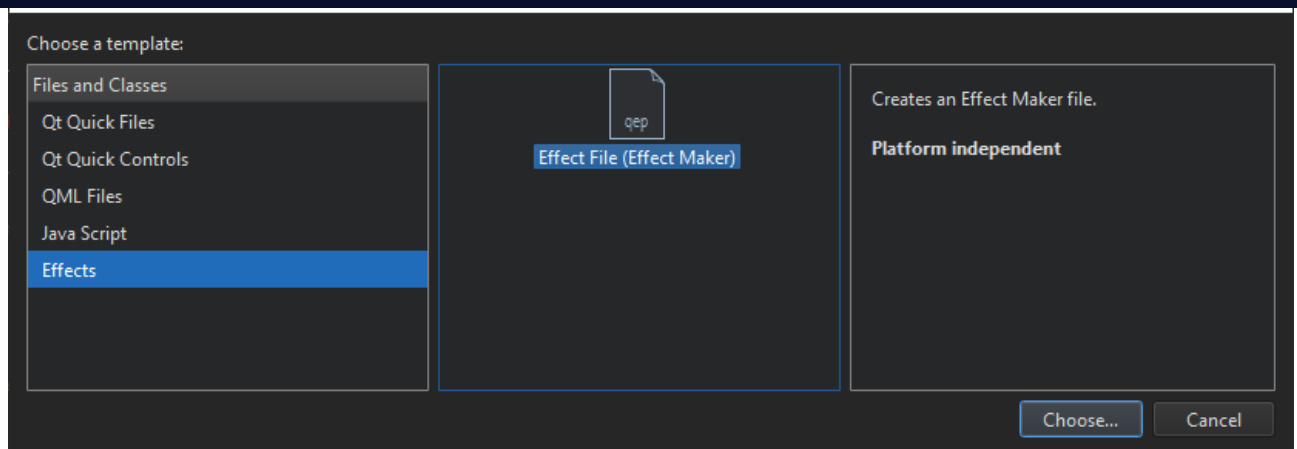 Choose a template:
Files and Classes
Qt Quick Files
Qt Quick Controls
QML Files
Java Script
Effects
qep
Effect File (Effect Maker)
Creates an Effect Maker file.
Platform independent
Choose...
Cancel